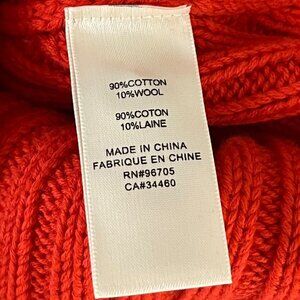 90%COTTON
10%WOOL
90%COTON
10%LAINE
MADE IN CHINA
FABRIQUE EN CHINE
RN#96705
CA#34460